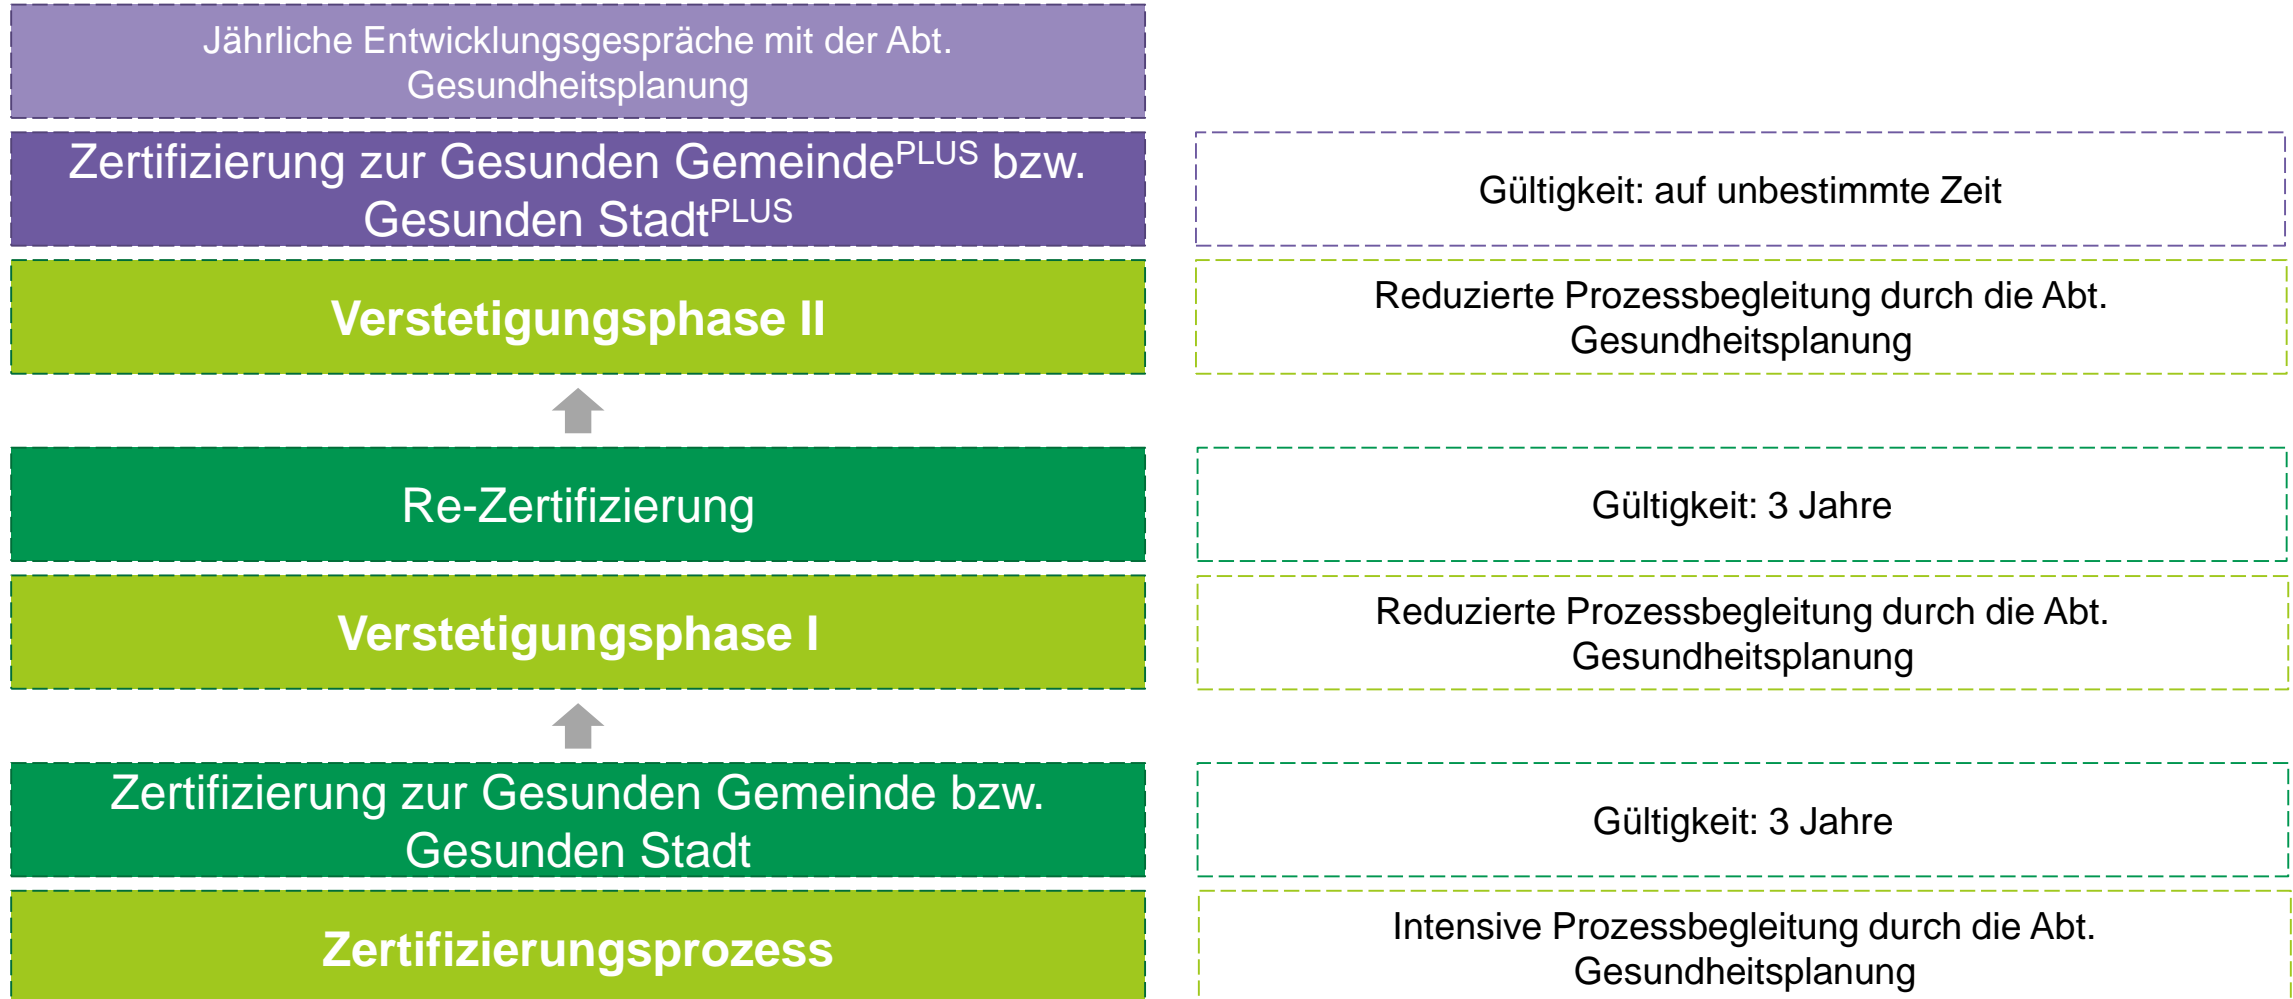 Jährliche Entwicklungsgespräche mit der Abt.
Gesundheitsplanung
Zertifizierung zur Gesunden GemeindePLUS bzw.
Gesunden StadtPLUS
Gültigkeit: auf unbestimmte Zeit
Verstetigungsphase II
Reduzierte Prozessbegleitung durch die Abt.
Gesundheitsplanung
Re-Zertifizierung
Gültigkeit: 3 Jahre
Verstetigungsphase I
Reduzierte Prozessbegleitung durch die Abt.
Gesundheitsplanung
Zertifizierung zur Gesunden Gemeinde bzw.
Gesunden Stadt
Gültigkeit: 3 Jahre
Zertifizierungsprozess
Intensive Prozessbegleitung durch die Abt.
Gesundheitsplanung